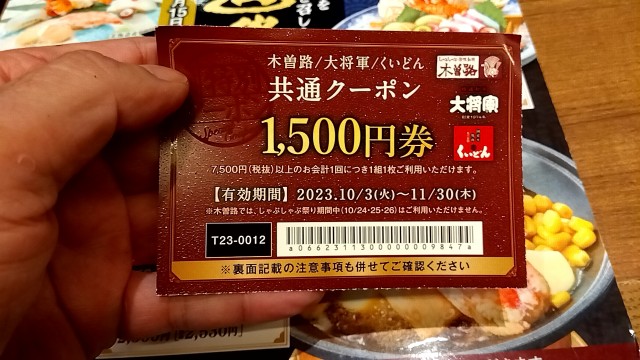 月15日
木曽路/大将軍/くいどん
共通クーポン
1,500円券
7,500円(税抜)以上のお会計1回につき1組1枚ご利用いただけます。
【有効期間】2023.10/3(火)〜11/30(木)
※木曽路では、しゃぶしゃぶ祭り期間中(10/24・25・26)はご利用いただけません。
T23-0012
a0662311300000009847a
※裏面記載の注意事項も併せてご確認ください
木曽路
大将軍
くいどん